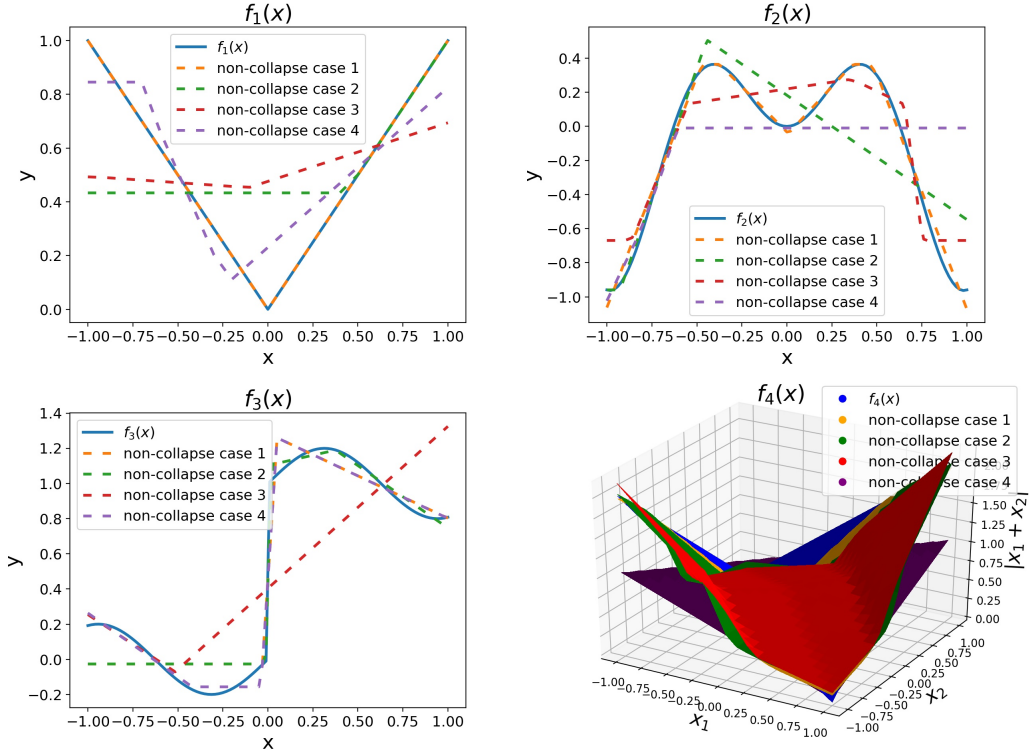 f₁(x)
f₁(x)
non-collapse case 1
non-collapse case 2
non-collapse case 3
non-collapse case 4
1.0
0.8
0.6
0.4
0.2
0.0
y
−1.00 −0.75 −0.50 −0.25 0.00 0.25 0.50 0.75 1.00
x
f₂(x)
0.4
0.2
0.0
−0.2
−0.4
−0.6
−0.8
−1.0
y
f₂(x)
non-collapse case 1
non-collapse case 2
non-collapse case 3
non-collapse case 4
−1.00 −0.75 −0.50 −0.25 0.00 0.25 0.50 0.75 1.00
x
f₃(x)
1.4
1.2
1.0
0.8
0.6
0.4
0.2
0.0
−0.2
y
f₃(x)
non-collapse case 1
non-collapse case 2
non-collapse case 3
non-collapse case 4
−1.00 −0.75 −0.50 −0.25 0.00 0.25 0.50 0.75 1.00
x
f₄(x)
f₄(x)
non-collapse case 1
non-collapse case 2
non-collapse case 3
non-collapse case 4
1.50
1.25
1.00
0.75
0.50
0.25
0.00
|x₁ + x₂|
−1.00 −0.75 −0.50 −0.25 0.00 0.25 0.50 0.75 1.00
x₁
1.00
0.75
0.50
0.25
0.00
−0.25
−0.50
−0.75
−1.00
x₂